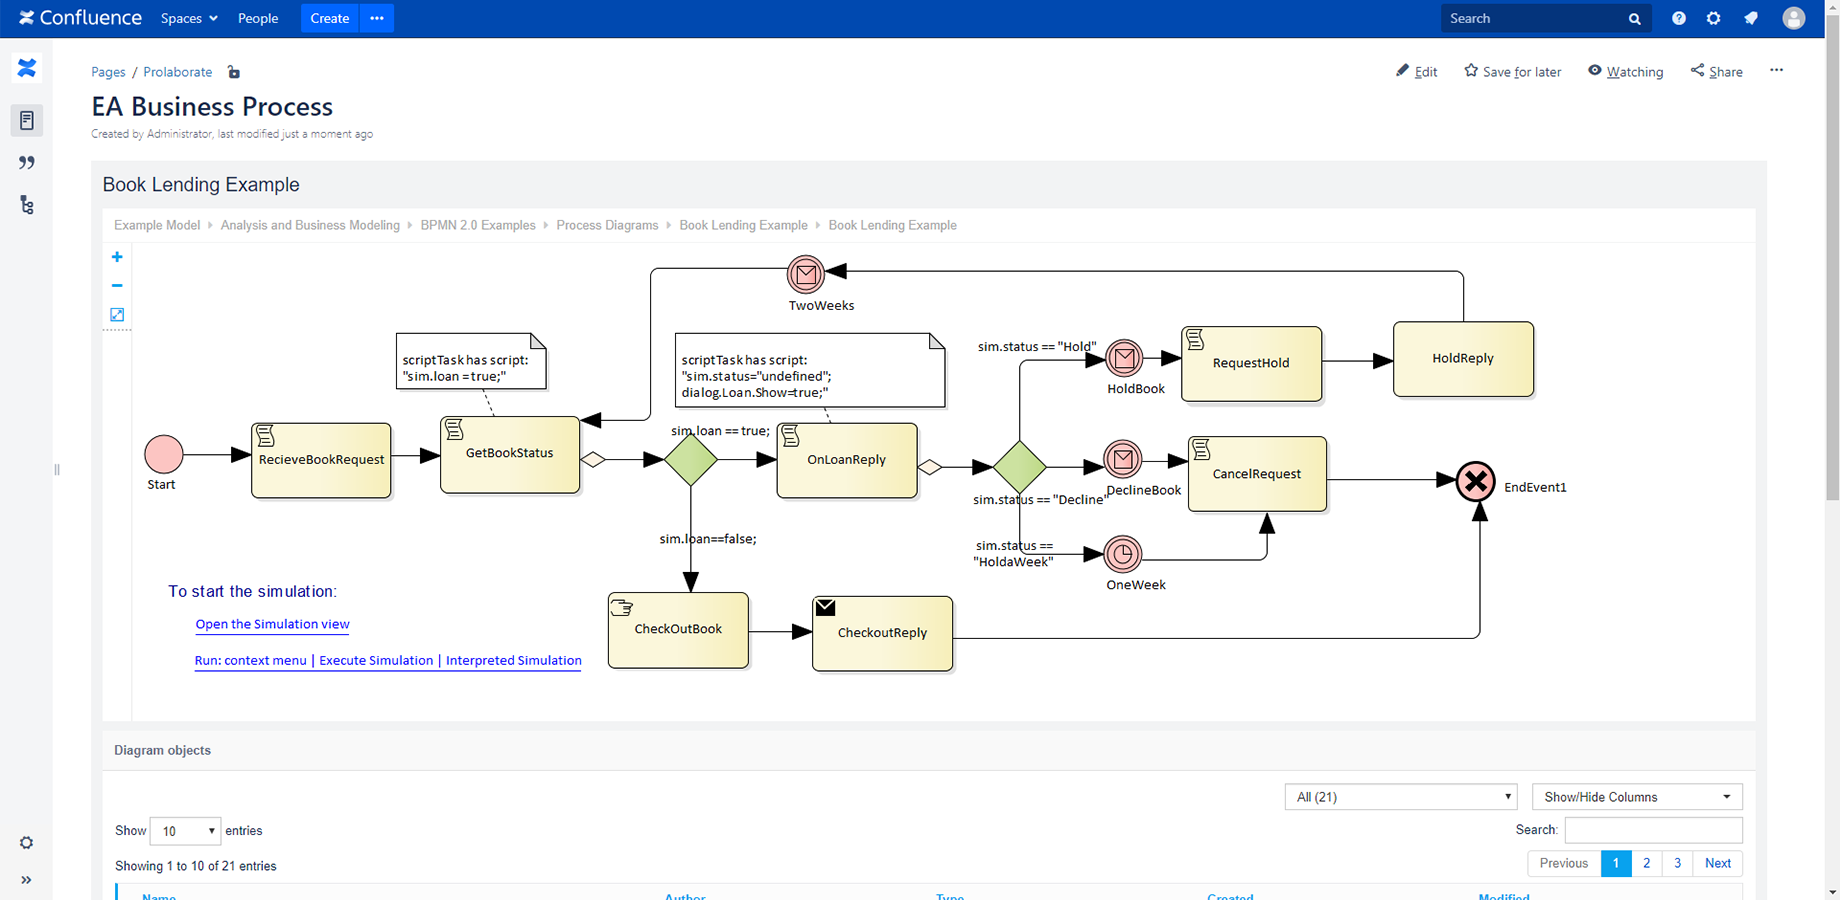 Confluence Spaces People Create ••• Search
Pages / Prolaborate
Edit Save for later Watching Share •••
EA Business Process
Created by Administrator, last modified just a moment ago
Book Lending Example
Example Model Analysis and Business Modeling BPMN 2.0 Examples Process Diagrams Book Lending Example Book Lending Example
TwoWeeks
scriptTask has script:
"sim.loan =true;"
scriptTask has script:
"sim.status="undefined";
dialog.Loan.Show=true;"
sim.status == "Hold"
HoldBook
RequestHold
HoldReply
Start
RecieveBookRequest
GetBookStatus
sim.loan == true;
OnLoanReply
sim.status == "Decline"
DeclineBook
CancelRequest
EndEvent1
sim.loan==false;
sim.status ==
"HoldaWeek"
OneWeek
To start the simulation:
Open the Simulation view
Run: context menu | Execute Simulation | Interpreted Simulation
CheckOutBook
CheckoutReply
Diagram objects
All (21) Show/Hide Columns
Show 10 entries
Search:
Showing 1 to 10 of 21 entries
Previous 1 2 3 Next
Name Author Type Created Modified